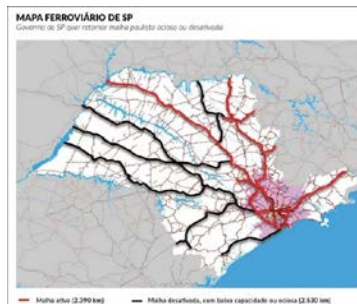 MAPA FERROVIÁRIO DE SP
Governo de SP quer retomar malha paulista ociosa ou desativada
Malha ativa (2.390 km)
Malha desativada, com baixa capacidade ou ociosa (2.530 km)